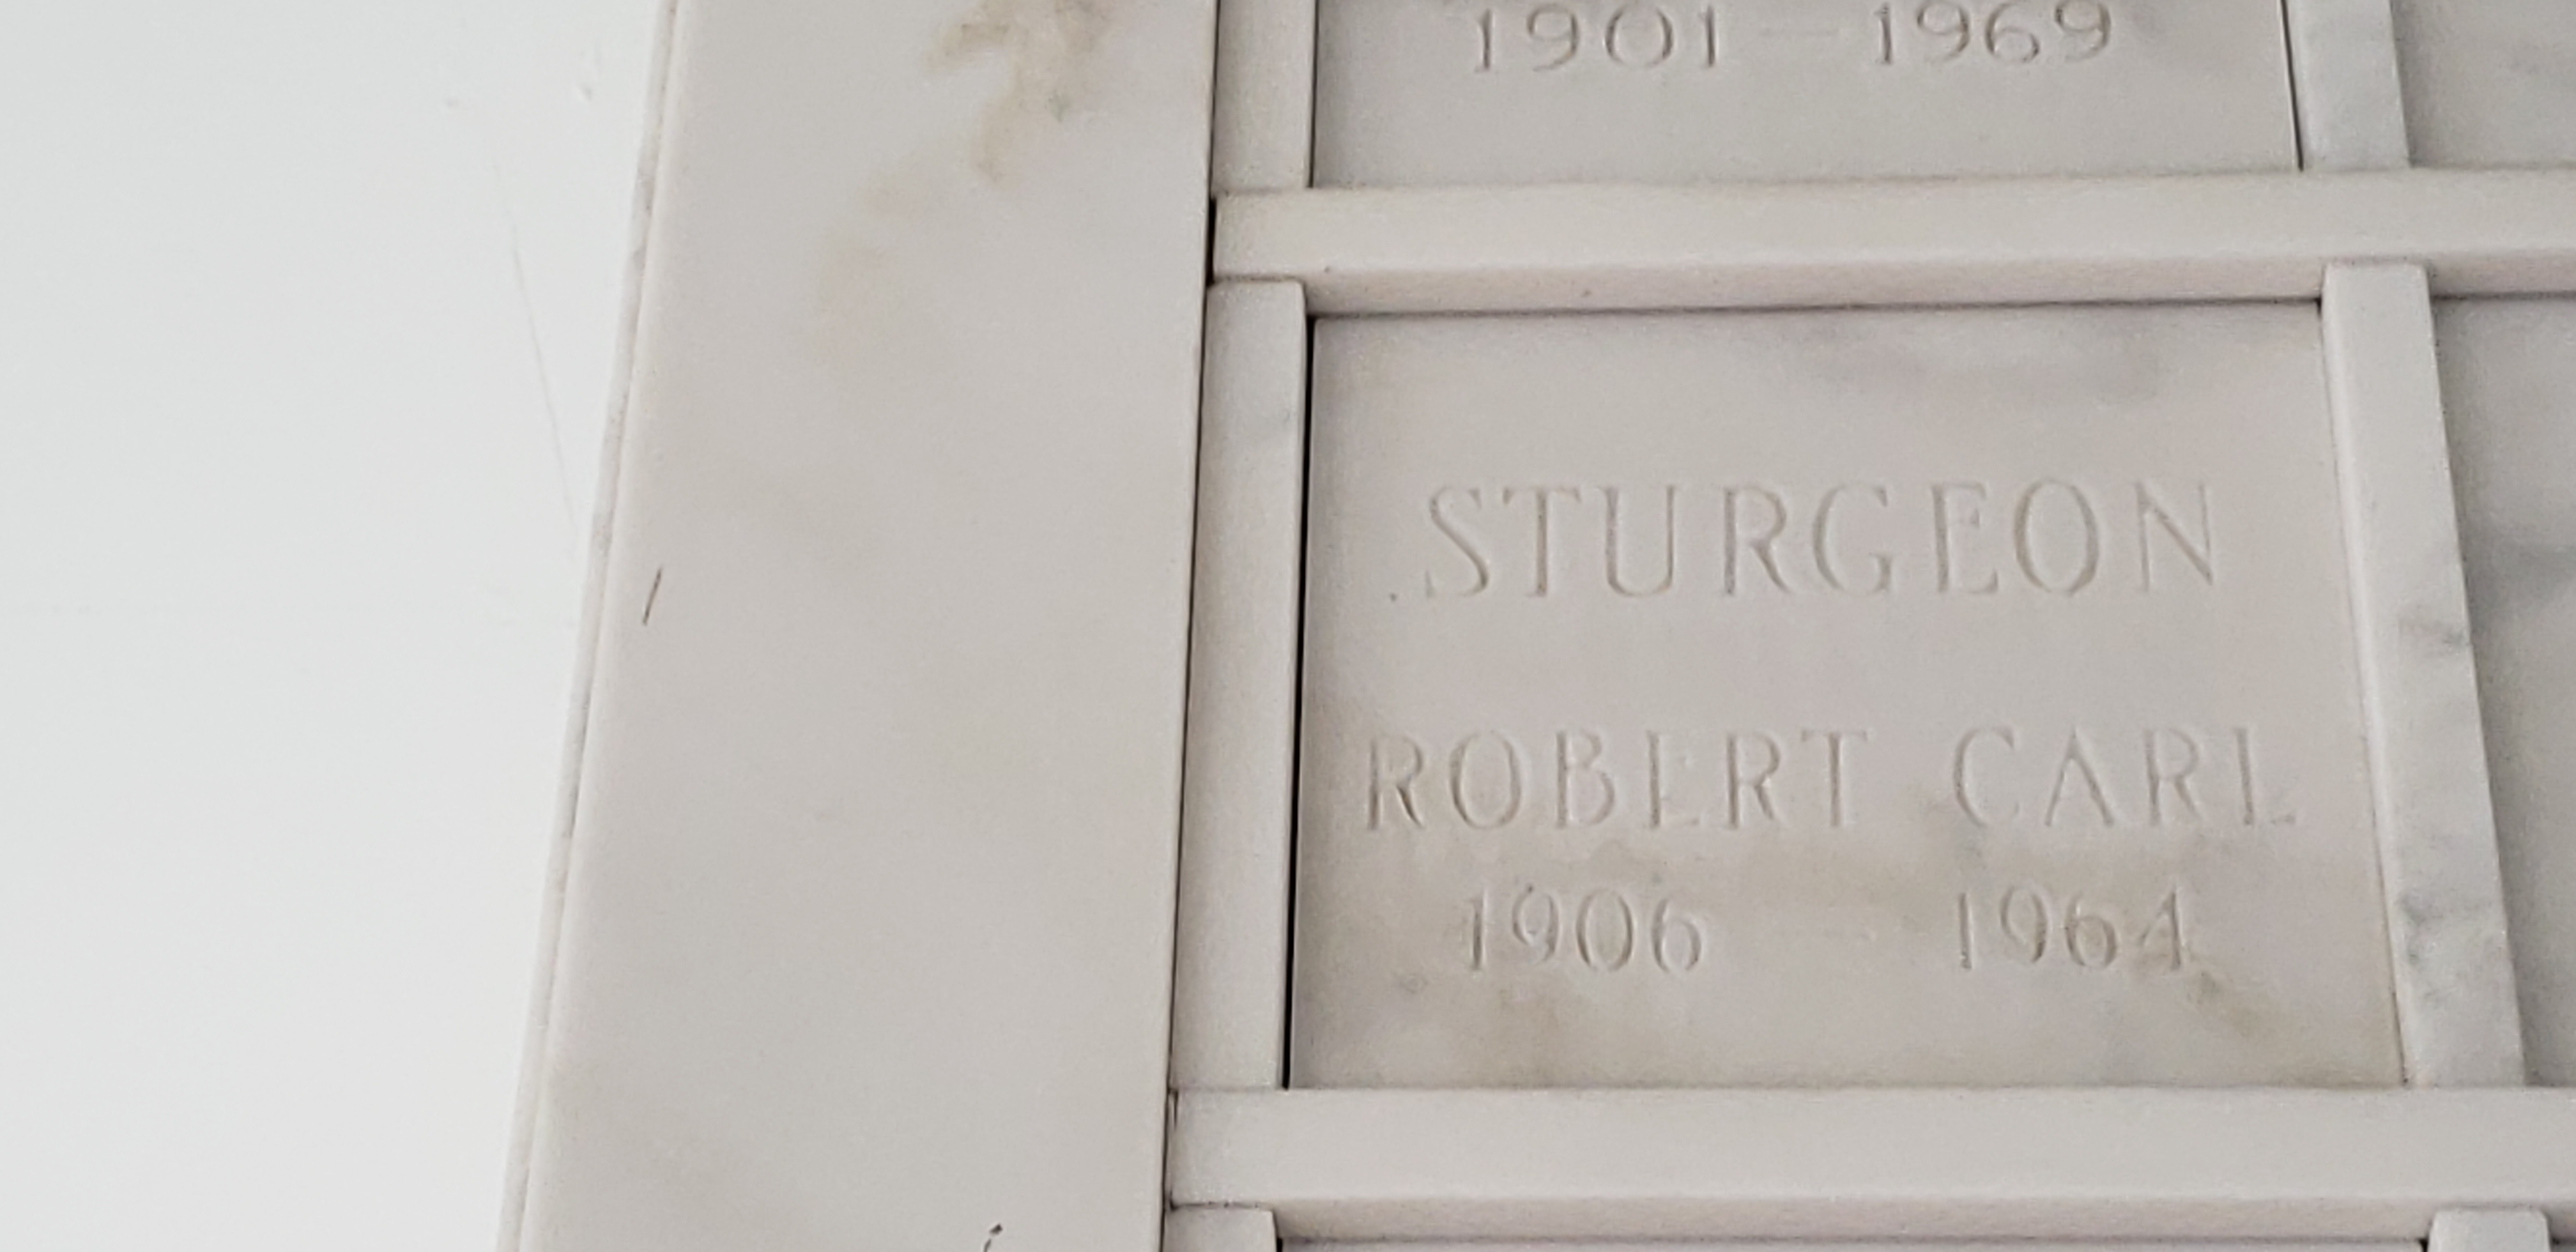 1901 — 1969
STURGEON
ROBERT CARL
1906 — 1964